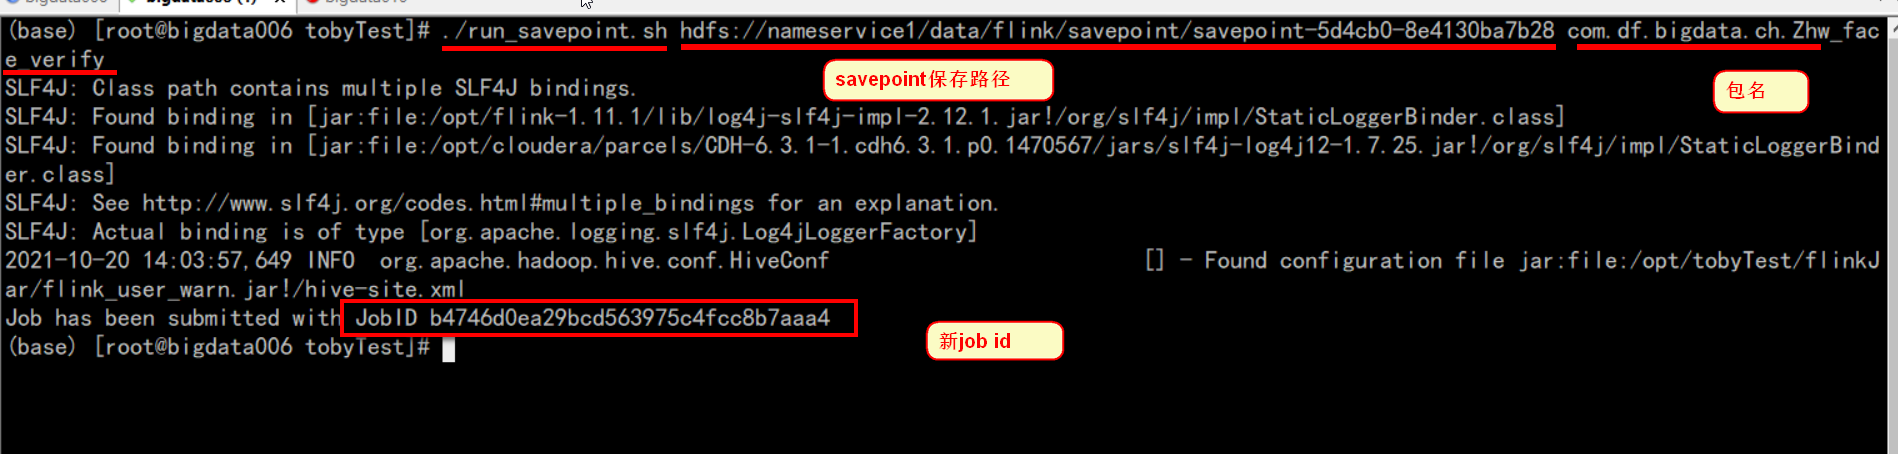 (base) [root@bigdata006 tobyTest]# ./run_savepoint.sh hdfs://nameservice1/data/flink/savepoint/savepoint-5d4cb0-8e4130ba7b28 com.df.bigdata.ch.Zhw_fac
e_verify
savepoint保存路径
包名
SLF4J: Class path contains multiple SLF4J bindings.
SLF4J: Found binding in [jar:file:/opt/flink-1.11.1/lib/log4j-slf4j-impl-2.12.1.jar!/org/slf4j/impl/StaticLoggerBinder.class]
SLF4J: Found binding in [jar:file:/opt/cloudera/parcels/CDH-6.3.1-1.cdh6.3.1.p0.1470567/jars/slf4j-log4j12-1.7.25.jar!/org/slf4j/impl/StaticLoggerBind
er.class]
SLF4J: See http://www.slf4j.org/codes.html#multiple_bindings for an explanation.
SLF4J: Actual binding is of type [org.apache.logging.slf4j.Log4jLoggerFactory]
2021-10-20 14:03:57,649 INFO  org.apache.hadoop.hive.conf.HiveConf                         [] - Found configuration file jar:file:/opt/tobyTest/flinkJ
ar/flink_user_warn.jar!/hive-site.xml
Job has been submitted with JobID b4746d0ea29bcd563975c4fcc8b7aaa4
新job id
(base) [root@bigdata006 tobyTest]#